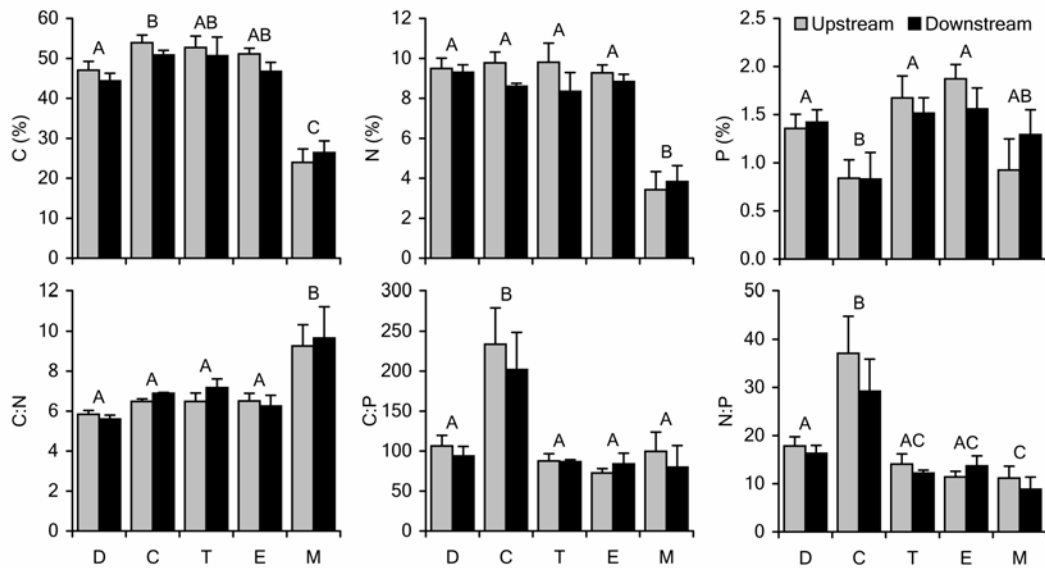 Upstream Downstream
C (%)
60
50
40
30
20
10
0
A B AB AB C
N (%)
12
10
8
6
4
2
0
A A A A B
P (%)
2.5
2.0
1.5
1.0
0.5
0.0
A B A A AB
C:N
12
10
8
6
4
2
0
A A A A B
D C T E M
C:P
300
250
200
150
100
50
0
A B A A A
D C T E M
N:P
50
40
30
20
10
0
A B AC AC C
D C T E M